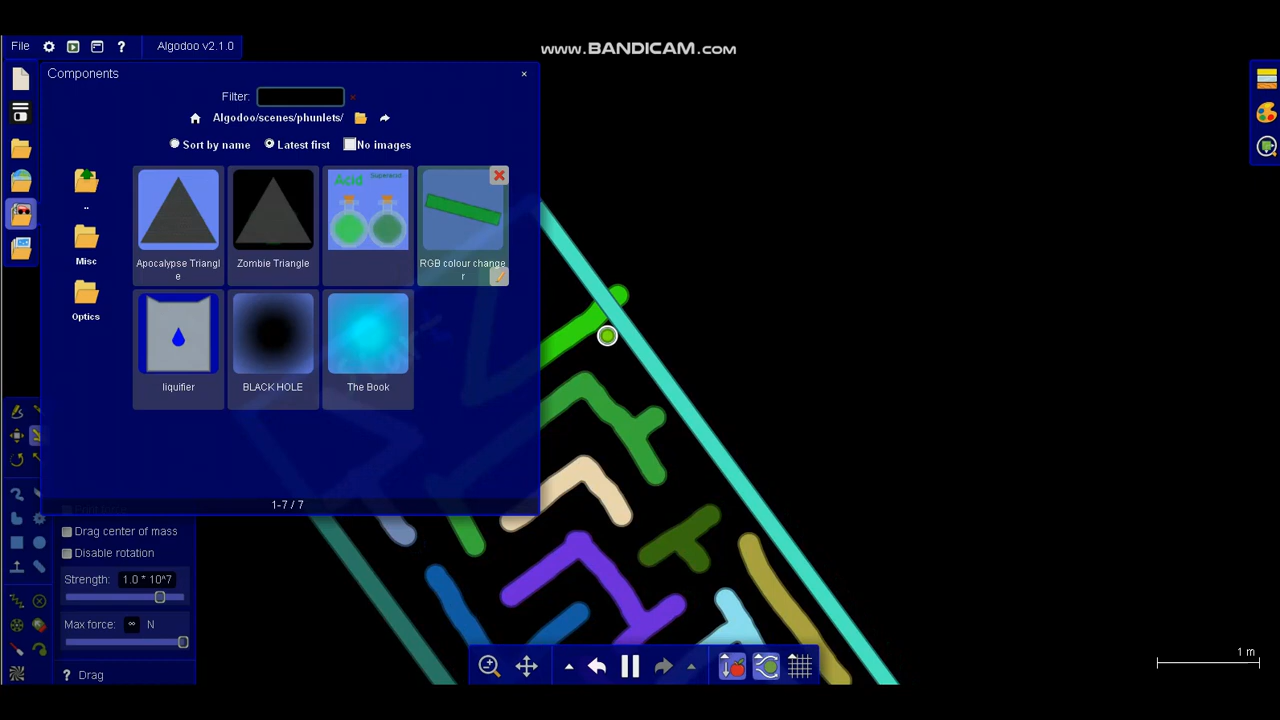 www.BANDICAM.com
File
?
Algodoo v2.1.0
Components
×
Filter:
×
Algodoo/scenes/phunlets/
Sort by name
Latest first
No images
..
Misc
Optics
Acid
Superacid
Apocalypse Triangl
e
Zombie Triangle
RGB colour change
r
liquifier
BLACK HOLE
The Book
1-7 / 7
Drag center of mass
Disable rotation
Strength:
1.0 * 10^7
Max force:
∞
N
? Drag
1 m